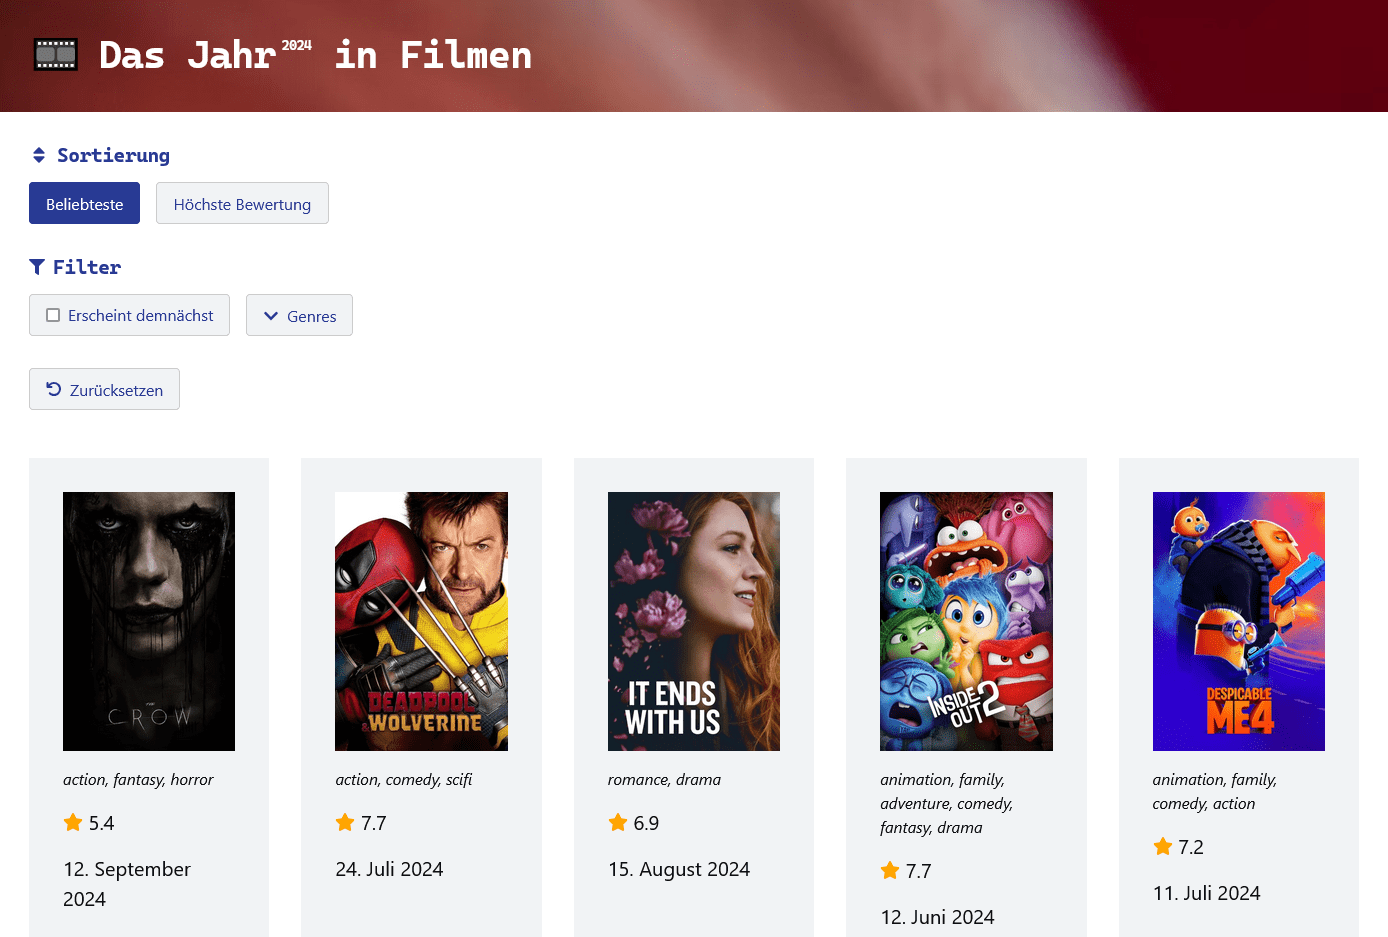 Das Jahr 2024 in Filmen
Sortierung
Beliebteste
Höchste Bewertung
Filter
Erscheint demnächst
Genres
Zurücksetzen
THE
CROW
action, fantasy, horror
5.4
12. September
2024
DEADPOOL
& WOLVERINE
action, comedy, scifi
7.7
24. Juli 2024
IT ENDS
WITH US
romance, drama
6.9
15. August 2024
INSIDE
OUT 2
animation, family,
adventure, comedy,
fantasy, drama
7.7
12. Juni 2024
DESPICABLE
ME 4
animation, family,
comedy, action
7.2
11. Juli 2024